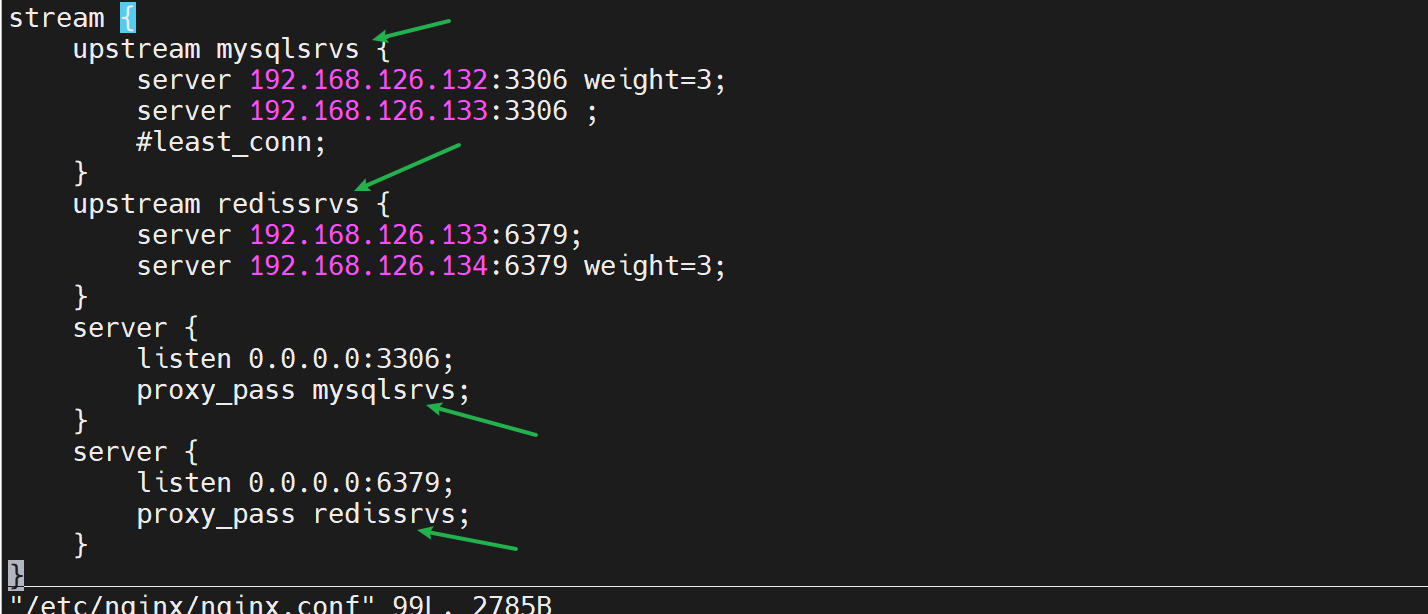 stream {
    upstream mysqlsrvs {
        server 192.168.126.132:3306 weight=3;
        server 192.168.126.133:3306 ;
        #least_conn;
    }
    upstream redissrvs {
        server 192.168.126.133:6379;
        server 192.168.126.134:6379 weight=3;
    }
    server {
        listen 0.0.0.0:3306;
        proxy_pass mysqlsrvs;
    }
    server {
        listen 0.0.0.0:6379;
        proxy_pass redissrvs;
    }
}
"/etc/nginx/nginx.conf" 99L, 2785B